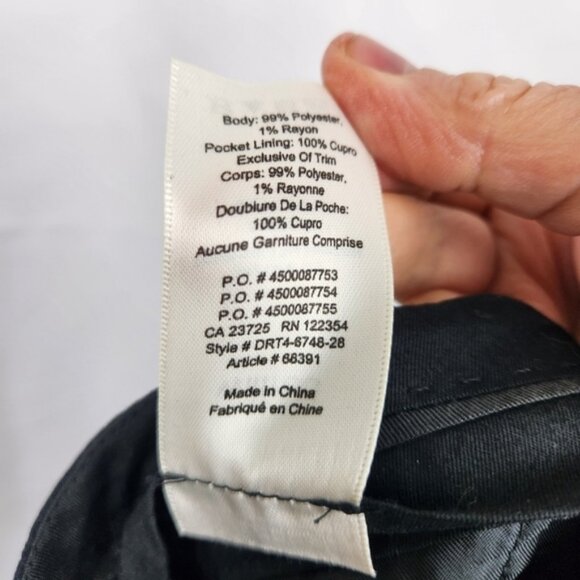 Body: 99% Polyester,
1% Rayon
Pocket Lining: 100% Cupro
Exclusive Of Trim
Corps: 99% Polyester,
1% Rayonne
Doublure De La Poche:
100% Cupro
Aucune Garniture Comprise
P.O. # 4500087753
P.O. # 4500087754
P.O. # 4500087755
CA 23725 RN 122354
Style # DRT4-6748-28
Article # 66391
Made in China
Fabriqué en Chine